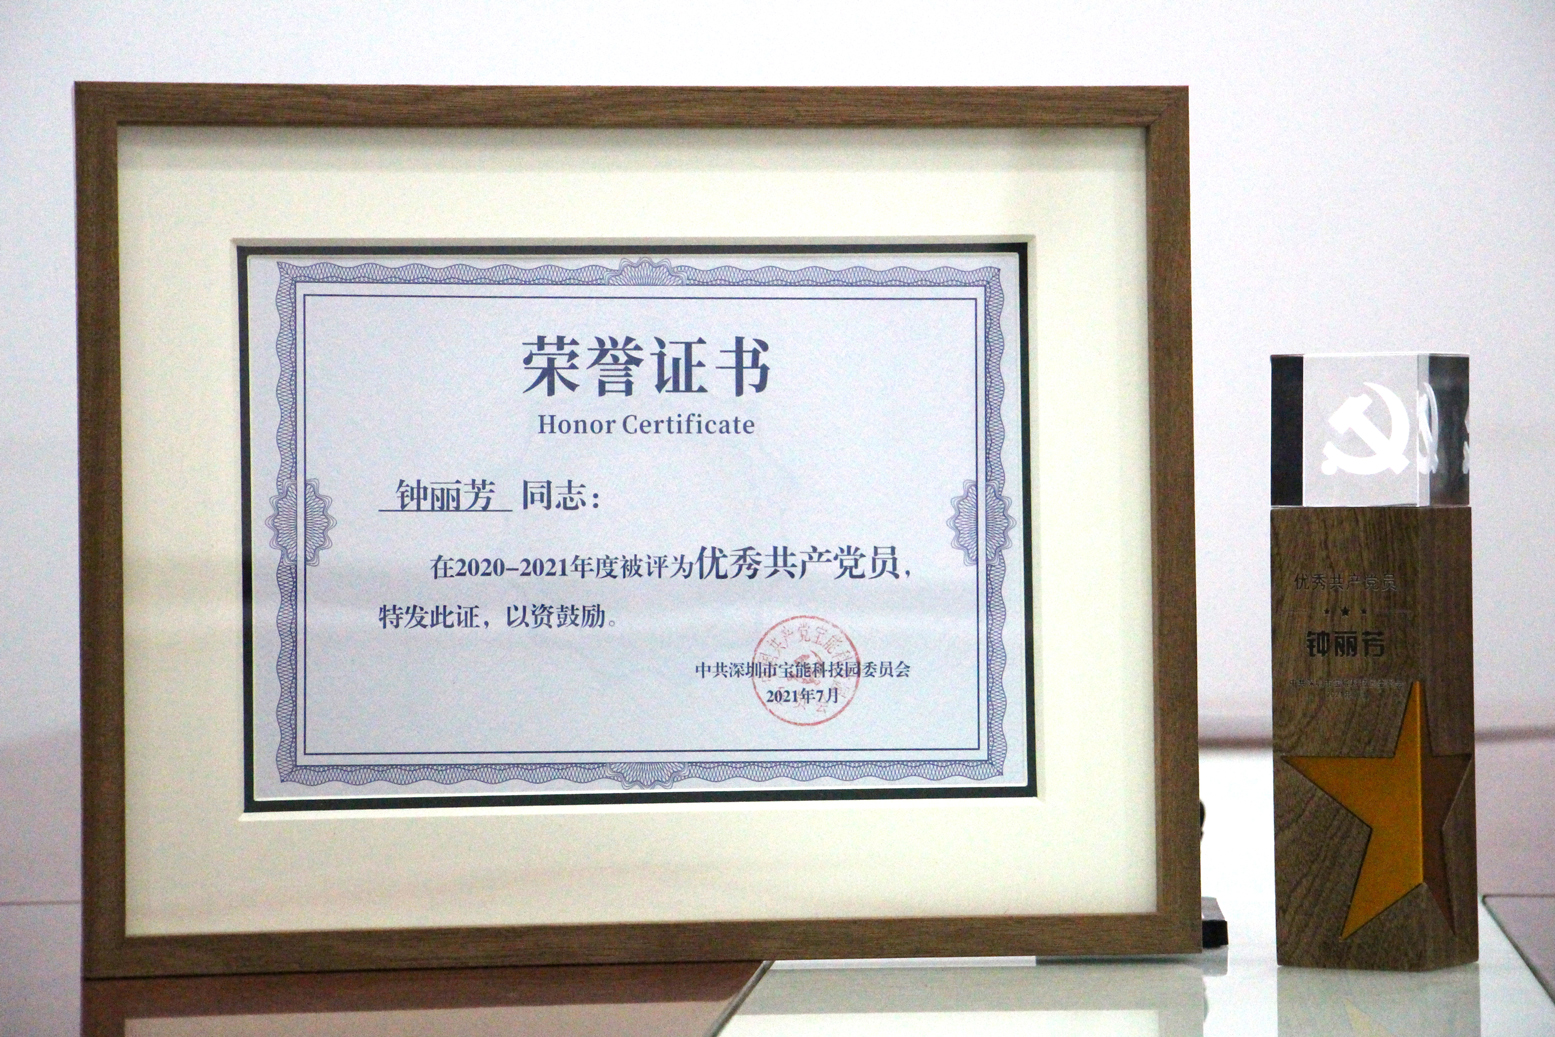 荣誉证书
Honor Certificate
钟丽芳 同志：
在2020-2021年度被评为优秀共产党员，
特发此证，以资鼓励。
中共深圳市宝能科技园委员会
2021年7月
优秀共产党员
钟丽芳